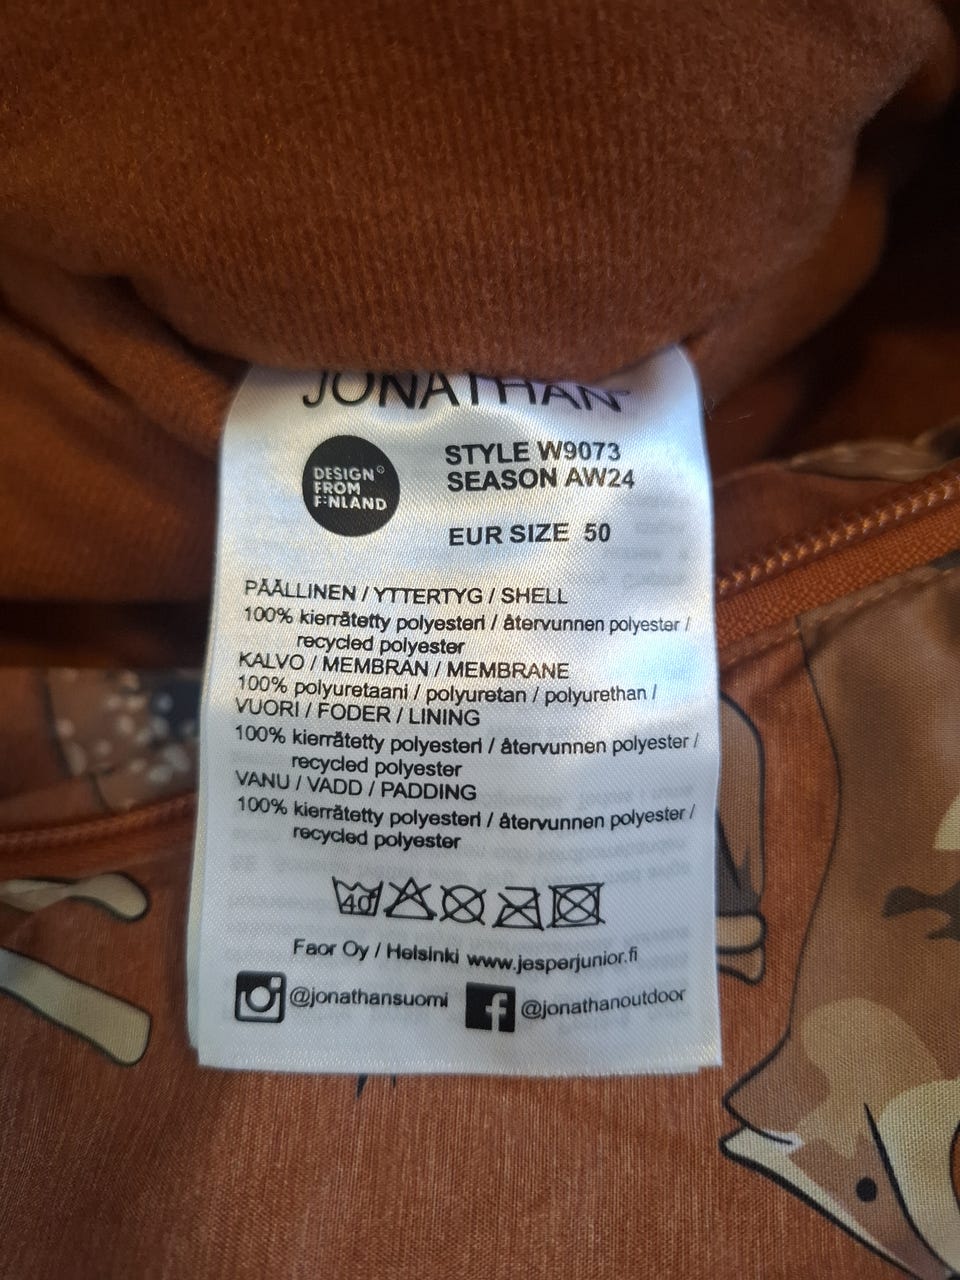 JONATHAN
DESIGN
FROM
FINLAND
STYLE W9073
SEASON AW24
EUR SIZE 50
PÄÄLLINEN / YTTERTYG / SHELL
100% kierrätetty polyesteri / återvunnen polyester /
recycled polyester
KALVO / MEMBRAN / MEMBRANE
100% polyuretaani / polyuretan / polyurethan /
VUORI / FODER / LINING
100% kierrätetty polyesteri / återvunnen polyester /
recycled polyester
VANU / VADD / PADDING
100% kierrätetty polyesteri / återvunnen polyester /
recycled polyester
40
Faor Oy / Helsinki www.jesperjunior.fi
@jonathansuomi f @jonathanoutdoor